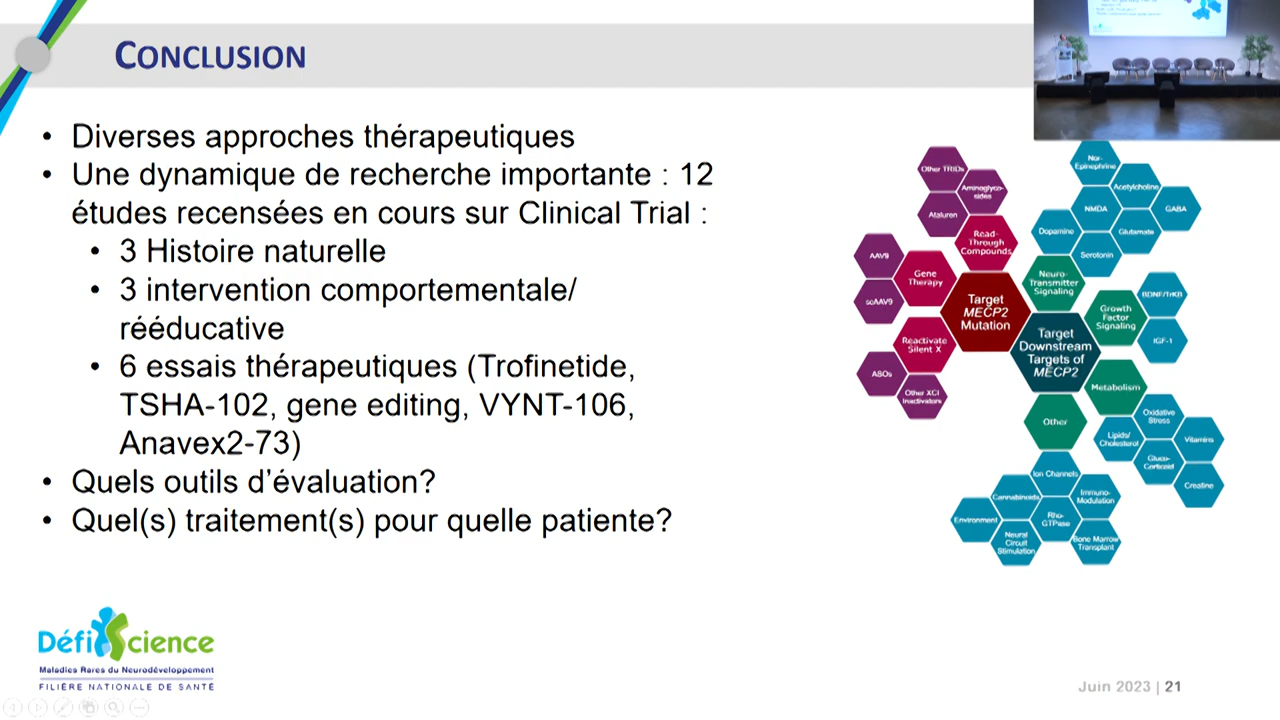 CONCLUSION
• Diverses approches thérapeutiques
• Une dynamique de recherche importante : 12
études recensées en cours sur Clinical Trial :
• 3 Histoire naturelle
• 3 intervention comportementale/
rééducative
• 6 essais thérapeutiques (Trofinetide,
TSHA-102, gene editing, VYNT-106,
Anavex2-73)
• Quels outils d’évaluation?
• Quel(s) traitement(s) pour quelle patiente?
Other TRIDs
Aminoglyco-
sides
Ataluren
Read-
Through
Compounds
AAV9
Gene
Therapy
scAAV9
Reactivate
Silent X
ASOs
Other XCI
Inactivators
Target
MECP2
Mutation
Nor-
Epinephrine
Acetylcholine
NMDA
GABA
Dopamine
Glutamate
Serotonin
Neuro-
Transmitter
Signaling
BDNF/TrKB
Growth
Factor
Signaling
IGF-1
Target
Downstream
Targets of
MECP2
Metabolism
Oxidative
Stress
Lipids/
Cholesterol
Vitamins
Gluco-
Corticoid
Creatine
Other
Ion Channels
Cannabinoids
Immuno-
Modulation
Environment
Rho-
GTPase
Neural
Circuit
Stimulation
Bone Marrow
Transplant
DéfiScience
Maladies Rares du Neurodéveloppement
FILIÈRE NATIONALE DE SANTÉ
Juin 2023 | 21